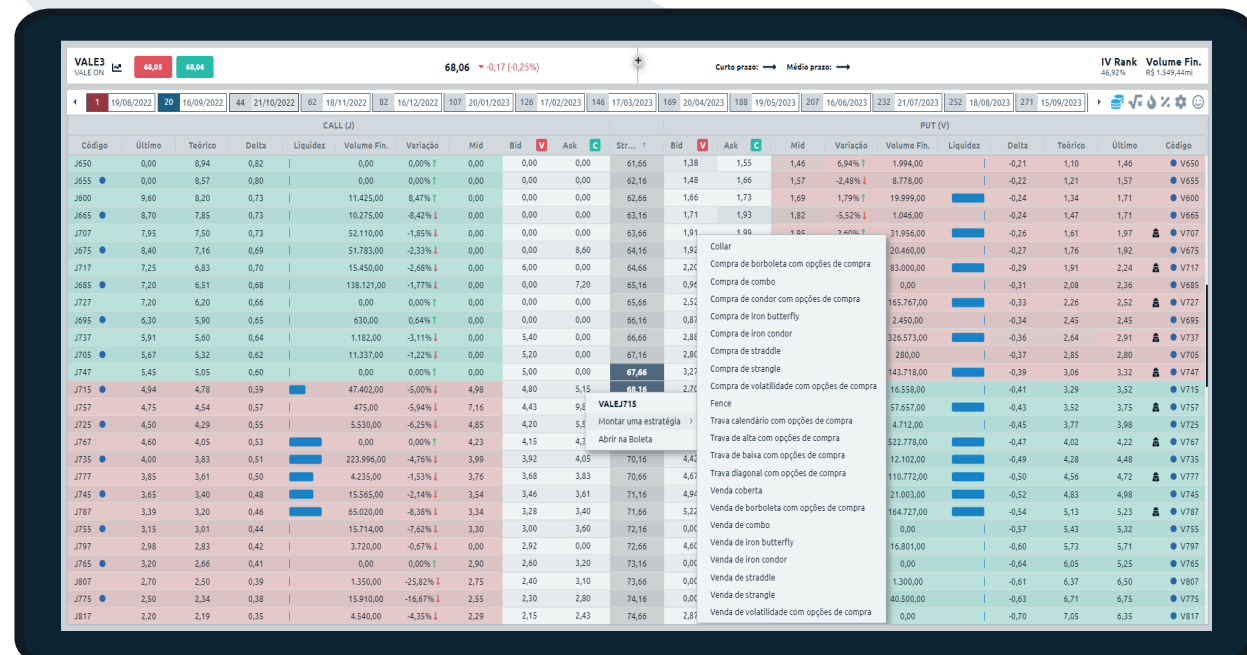 VALE3 68,05 68,06 68,06 -0,17 (-0,25%) + Curto prazo: Médio prazo: IV Rank Volume Fin.
VALE ON 46,92% R$ 1.549,44mi
1 19/08/2022 20 16/09/2022 44 21/10/2022 62 18/11/2022 82 16/12/2022 107 20/01/2023 126 17/02/2023 146 17/03/2023 169 20/04/2023 188 19/05/2023 207 16/06/2023 232 21/07/2023 252 18/08/2023 271 15/09/2023
CALL (J) PUT (V)
Código Último Teórico Delta Liquidez Volume Fin. Variação Mid Bid V Ask C Str... ↑ Bid V Ask C Mid Variação Volume Fin. Liquidez Delta Teórico Último Código
J650 0,00 8,94 0,82 0,00 0,00% ↑ 0,00 0,00 0,00 61,66 1,38 1,55 1,46 6,94% ↑ 1.994,00 -0,21 1,10 1,46 V650
J655 0,00 8,57 0,80 0,00 0,00% ↑ 0,00 0,00 0,00 62,16 1,48 1,66 1,57 -2,48% ↓ 8.778,00 -0,22 1,21 1,57 V655
J600 9,60 8,20 0,73 11.425,00 8,47% ↑ 0,00 0,00 0,00 62,66 1,66 1,73 1,69 1,79% ↑ 19.999,00 -0,24 1,34 1,71 V600
J665 8,70 7,85 0,73 10.275,00 -8,42% ↓ 0,00 0,00 0,00 63,16 1,71 1,93 1,82 -5,52% ↓ 1.046,00 -0,24 1,47 1,71 V665
J707 7,95 7,50 0,73 52.110,00 -1,85% ↓ 0,00 0,00 0,00 63,66 1,91 1,99 1,95 2,60% ↑ 31.956,00 -0,26 1,61 1,97 V707
J675 8,40 7,16 0,69 51.783,00 -2,33% ↓ 0,00 0,00 8,60 64,16 1,92 Collar 20.460,00 -0,27 1,76 1,92 V675
J717 7,25 6,83 0,70 15.450,00 -2,68% ↓ 0,00 6,00 0,00 64,66 2,20 Compra de borboleta com opções de compra 83.000,00 -0,29 1,91 2,24 V717
J685 7,20 6,51 0,68 138.121,00 -1,77% ↓ 0,00 0,00 7,20 65,16 0,96 Compra de combo 0,00 -0,31 2,08 2,36 V685
J727 7,20 6,20 0,66 0,00 0,00% ↑ 0,00 0,00 0,00 65,66 2,52 Compra de condor com opções de compra 165.767,00 -0,33 2,26 2,52 V727
J695 6,30 5,90 0,65 630,00 0,64% ↑ 0,00 0,00 0,00 66,16 0,87 Compra de iron butterfly 2.450,00 -0,34 2,45 2,45 V695
J737 5,91 5,60 0,64 1.182,00 -3,11% ↓ 0,00 5,40 0,00 66,66 2,88 Compra de iron condor 326.573,00 -0,36 2,64 2,91 V737
J705 5,67 5,32 0,62 11.337,00 -1,22% ↓ 0,00 5,20 0,00 67,16 2,80 Compra de straddle 280,00 -0,37 2,85 2,80 V705
J747 5,45 5,05 0,60 0,00 0,00% ↑ 0,00 5,00 0,00 67,66 3,27 Compra de strangle 143.718,00 -0,39 3,06 3,32 V747
J715 4,94 4,78 0,59 47.402,00 -5,00% ↓ 4,98 4,80 5,15 68,16 2,70 Compra de volatilidade com opções de compra 16.558,00 -0,41 3,29 3,52 V715
J757 4,75 4,54 0,57 475,00 -5,94% ↓ 7,16 4,43 VALEJ715 Fence 57.657,00 -0,43 3,52 3,75 V757
J725 4,50 4,29 0,55 5.530,00 -6,25% ↓ 4,85 4,20 Montar uma estratégia > Trava calendário com opções de compra 4.712,00 -0,45 3,77 3,98 V725
J767 4,60 4,05 0,53 0,00 0,00% ↑ 4,23 4,15 Abrir na Boleta Trava de alta com opções de compra 522.778,00 -0,47 4,02 4,22 V767
J735 4,00 3,83 0,51 223.996,00 -4,76% ↓ 3,99 3,92 4,05 70,16 4,42 Trava de baixa com opções de compra 12.102,00 -0,49 4,28 4,48 V735
J777 3,85 3,61 0,50 4.235,00 -1,53% ↓ 3,76 3,68 3,83 70,66 4,67 Trava diagonal com opções de compra 110.772,00 -0,50 4,56 4,72 V777
J745 3,65 3,40 0,48 15.565,00 -2,14% ↓ 3,54 3,46 3,61 71,16 4,94 Venda coberta 21.003,00 -0,52 4,83 4,98 V745
J787 3,39 3,20 0,46 65.020,00 -8,38% ↓ 3,34 3,28 3,40 71,66 5,22 Venda de borboleta com opções de compra 164.727,00 -0,54 5,13 5,23 V787
J755 3,15 3,01 0,44 15.714,00 -7,62% ↓ 3,30 3,00 3,60 72,16 0,00 Venda de combo 0,00 -0,57 5,43 5,32 V755
J797 2,98 2,83 0,42 3.720,00 -0,67% ↓ 0,00 2,92 0,00 72,66 4,60 Venda de iron butterfly 16.801,00 -0,60 5,73 5,71 V797
J765 3,20 2,66 0,41 0,00 0,00% ↑ 2,90 2,60 3,20 73,16 0,00 Venda de iron condor 0,00 -0,64 6,05 5,25 V765
J807 2,70 2,50 0,39 1.350,00 -25,82% ↓ 2,75 2,40 3,10 73,66 0,00 Venda de straddle 1.300,00 -0,61 6,37 6,50 V807
J775 2,50 2,34 0,38 15.910,00 -16,67% ↓ 2,55 2,30 2,80 74,16 0,00 Venda de strangle 40.500,00 -0,63 6,71 6,75 V775
J817 2,20 2,19 0,35 4.540,00 -4,35% ↓ 2,29 2,15 2,43 74,66 2,87 Venda de volatilidade com opções de compra 0,00 -0,70 7,05 6,35 V817